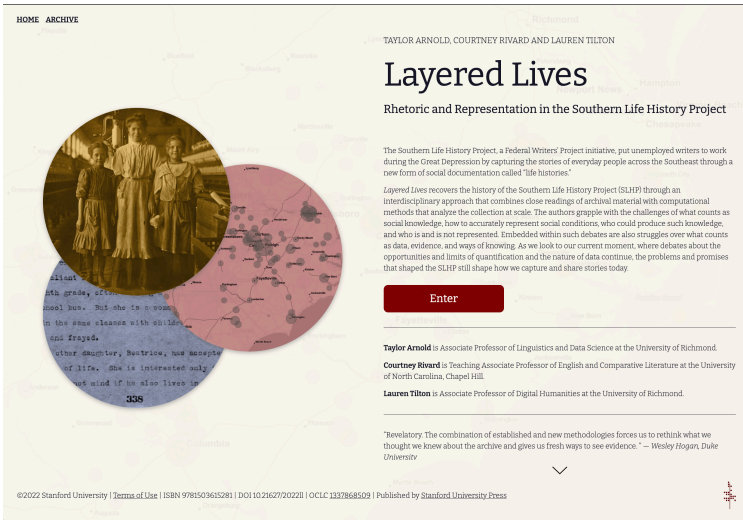 HOME ARCHIVE
TAYLOR ARNOLD, COURTNEY RIVARD AND LAUREN TILTON
Layered Lives
Rhetoric and Representation in the Southern Life History Project
The Southern Life History Project, a Federal Writers' Project initiative, put unemployed writers to work
during the Great Depression by capturing the stories of everyday people across the Southeast through a
new form of social documentation called "life histories."
Layered Lives recovers the history of the Southern Life History Project (SLHP) through an
interdisciplinary approach that combines close readings of archival material with computational
methods that analyze the collection at scale. The authors grapple with the challenges of what counts as
social knowledge, how to accurately represent social conditions, who could produce such knowledge,
and who is and is not represented. Embedded within such debates are also struggles over what counts
as data, evidence, and ways of knowing. As we look to our current moment, where debates about the
opportunities and limits of quantification and the nature of data continue, the problems and promises
that shaped the SLHP still shape how we capture and share stories today.
Enter
Taylor Arnold is Associate Professor of Linguistics and Data Science at the University of Richmond.
Courtney Rivard is Teaching Associate Professor of English and Comparative Literature at the University
of North Carolina, Chapel Hill.
Lauren Tilton is Associate Professor of Digital Humanities at the University of Richmond.
"Revelatory. The combination of established and new methodologies forces us to rethink what we
thought we knew about the archive and gives us fresh ways to see evidence. " — Wesley Hogan, Duke
University
nth grade,
bus. But she is a
in the same classes with
and frayed.
other daughter, Beatrice, has
of life. She is interested only
not mind if he also lives in
338
Richmond
Hampton
Newport News
Chesapeake
Fayetteville
Columbia
©2022 Stanford University | Terms of Use | ISBN 9781503615281 | DOI 10.21627/2022ll | OCLC 1337868509 | Published by Stanford University Press